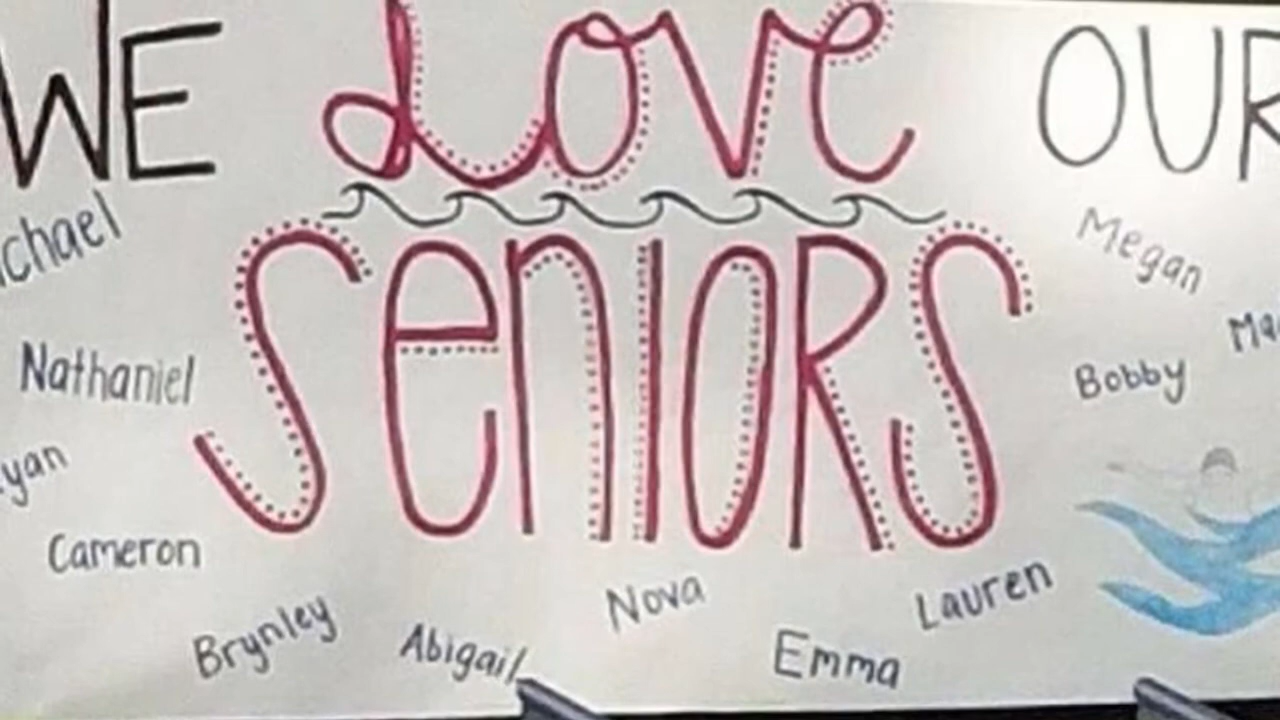 WE Love OUR
SENIORS
Megan
Nathaniel
Bobby
Cameron
Nova
Lauren
Brynley
Abigail
Emma